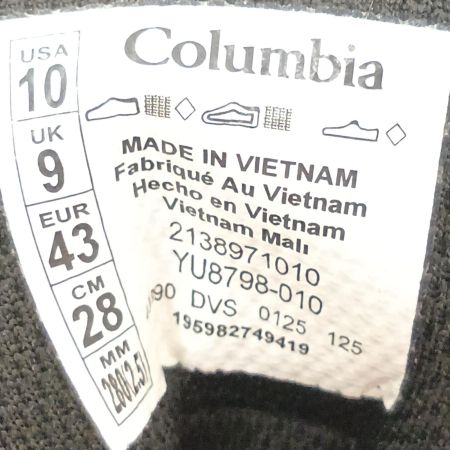 Columbia
USA
10
UK
9
EUR
43
CM
28
MM
MADE IN VIETNAM
Fabriqué Au Vietnam
Hecho en Vietnam
Vietnam Malı
2138971010
YU8798-010
DVS 0125 125
195982749419